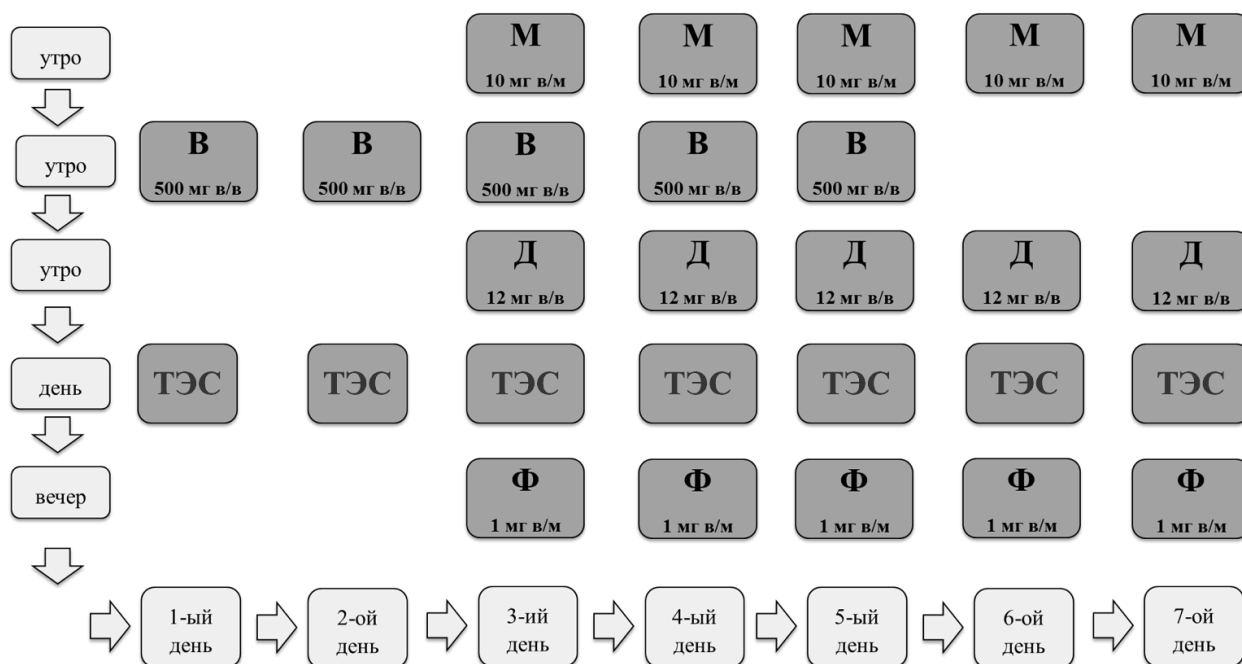 утро
М М М М М
10 мг в/м 10 мг в/м 10 мг в/м 10 мг в/м 10 мг в/м
утро
В В В В В
500 мг в/в 500 мг в/в 500 мг в/в 500 мг в/в 500 мг в/в
утро
Д Д Д Д Д
12 мг в/в 12 мг в/в 12 мг в/в 12 мг в/в 12 мг в/в
день
ТЭС ТЭС ТЭС ТЭС ТЭС ТЭС ТЭС
вечер
Ф Ф Ф Ф Ф
1 мг в/м 1 мг в/м 1 мг в/м 1 мг в/м 1 мг в/м
1-ый 2-ой 3-ий 4-ый 5-ый 6-ой 7-ой
день день день день день день день